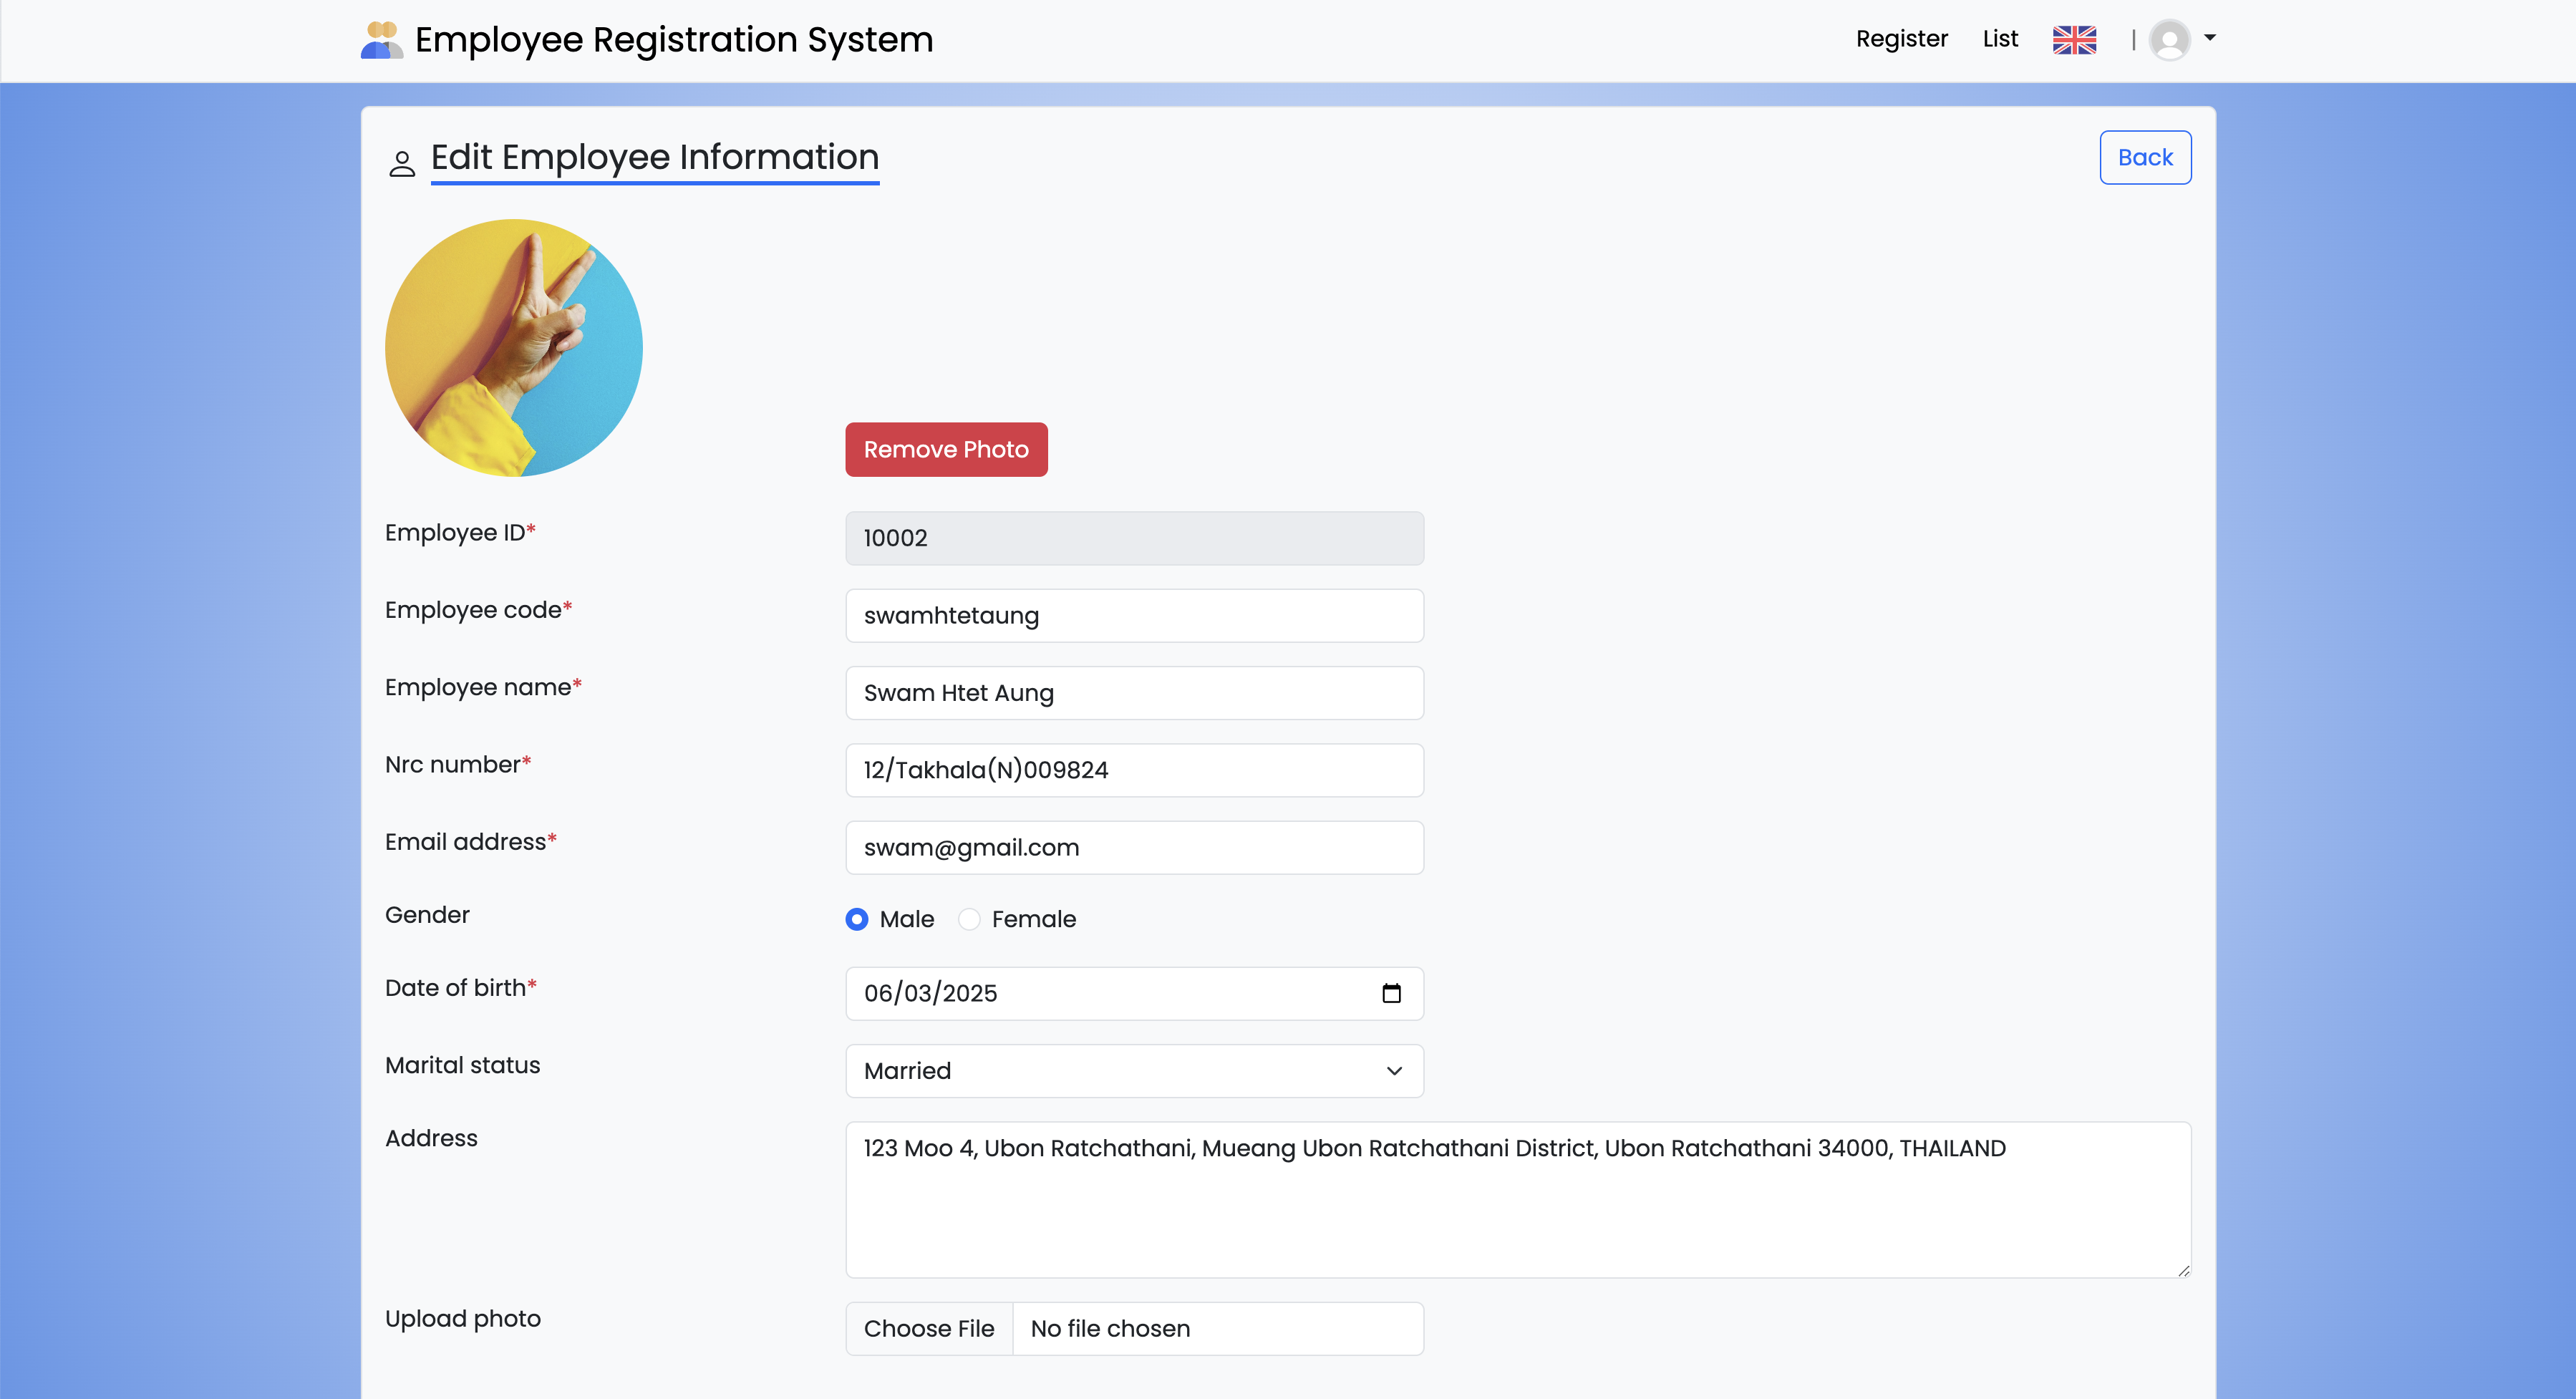 Employee Registration System
Register
List
|
Edit Employee Information
Back
Remove Photo
Employee ID*
10002
Employee code*
swamhtetaung
Employee name*
Swam Htet Aung
Nrc number*
12/Takhala(N)009824
Email address*
swam@gmail.com
Gender
Male
Female
Date of birth*
06/03/2025
Marital status
Married
Address
123 Moo 4, Ubon Ratchathani, Mueang Ubon Ratchathani District, Ubon Ratchathani 34000, THAILAND
Upload photo
Choose File
No file chosen